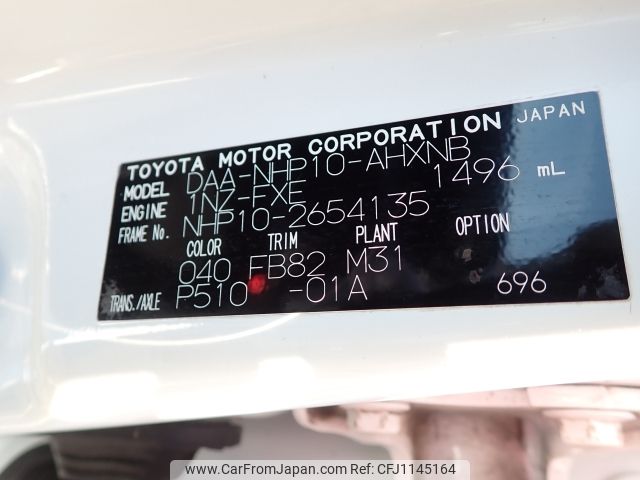 TOYOTA MOTOR CORPORATION JAPAN
MODEL DAA-NHP10-AHXNB
ENGINE 1NZ-FXE 1496 mL
FRAME No. NHP10-2654135
COLOR TRIM PLANT OPTION
040 FB82 M31
TRANS./AXLE P510 -01A 696
www.CarFromJapan.com CFJ1145164